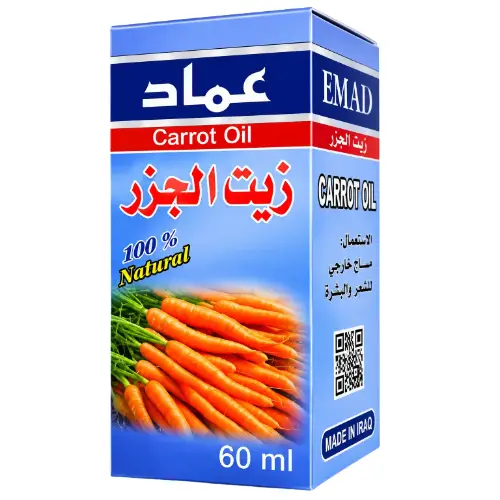 عماد
Carrot Oil
زيت الجزر
100 %
Natural
60 ml
EMAD
زيت الجزر
CARROT OIL
الاستعمال:
مساج خارجي
للشعر والبشرة
MADE IN IRAQ